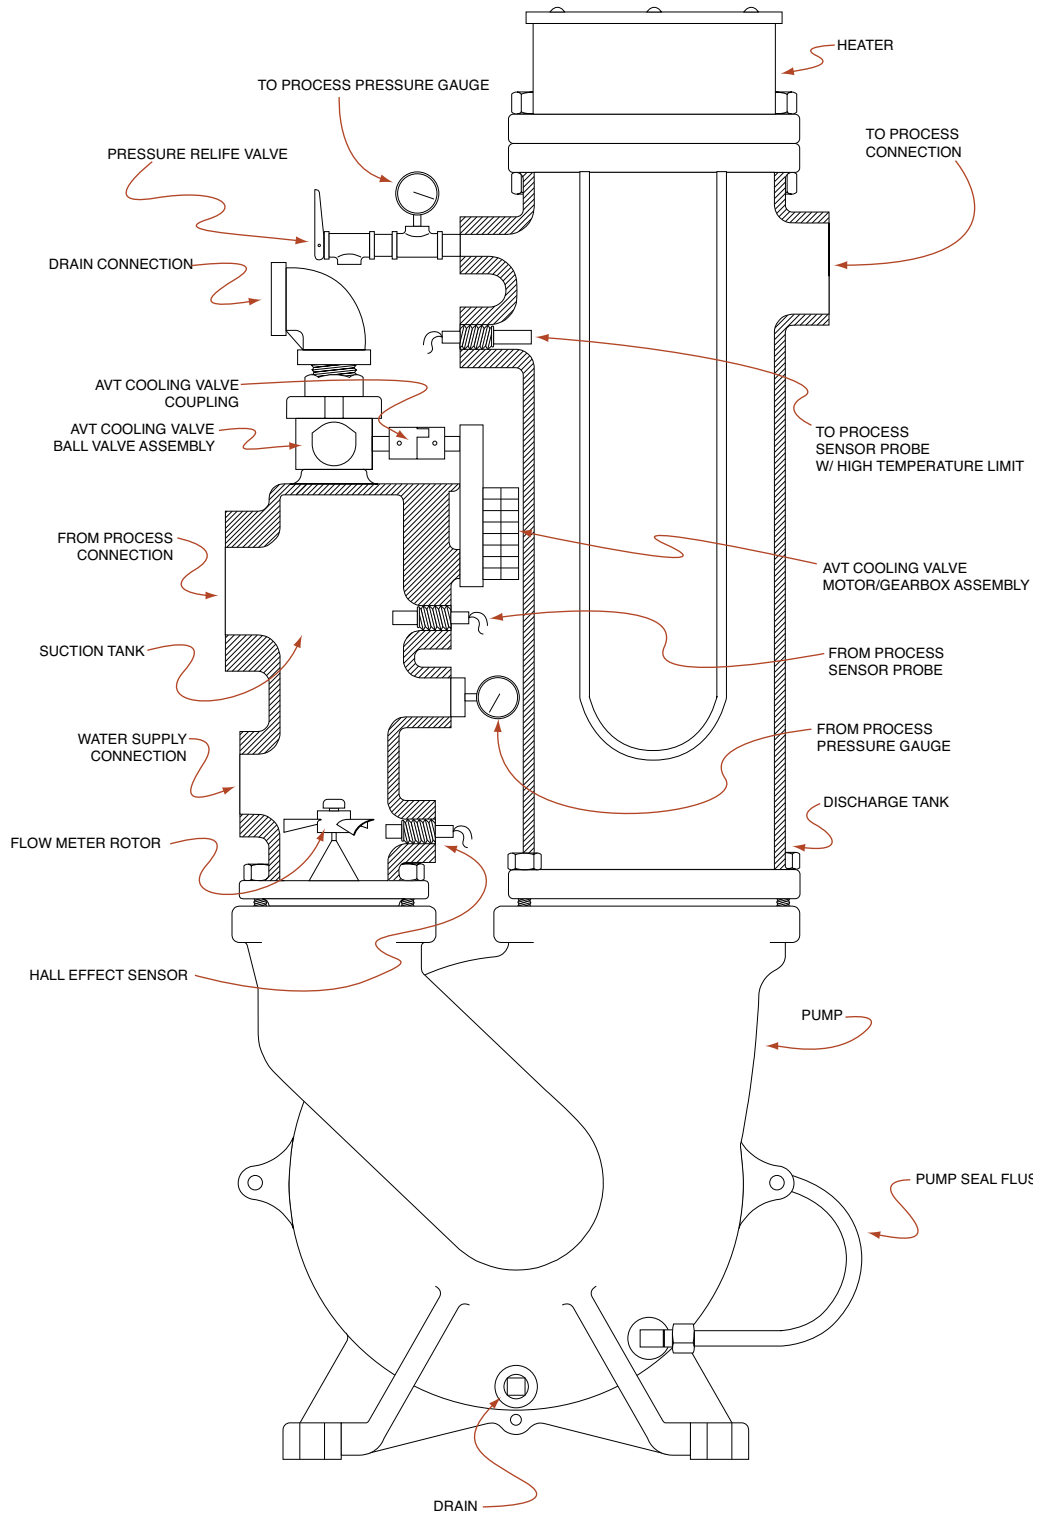 HEATER
TO PROCESS PRESSURE GAUGE
TO PROCESS
CONNECTION
PRESSURE RELIFE VALVE
DRAIN CONNECTION
AVT COOLING VALVE
COUPLING
AVT COOLING VALVE
BALL VALVE ASSEMBLY
TO PROCESS
SENSOR PROBE
W/ HIGH TEMPERATURE LIMIT
FROM PROCESS
CONNECTION
AVT COOLING VALVE
MOTOR/GEARBOX ASSEMBLY
SUCTION TANK
FROM PROCESS
SENSOR PROBE
WATER SUPPLY
CONNECTION
FROM PROCESS
PRESSURE GAUGE
DISCHARGE TANK
FLOW METER ROTOR
HALL EFFECT SENSOR
PUMP
PUMP SEAL FLUS
DRAIN